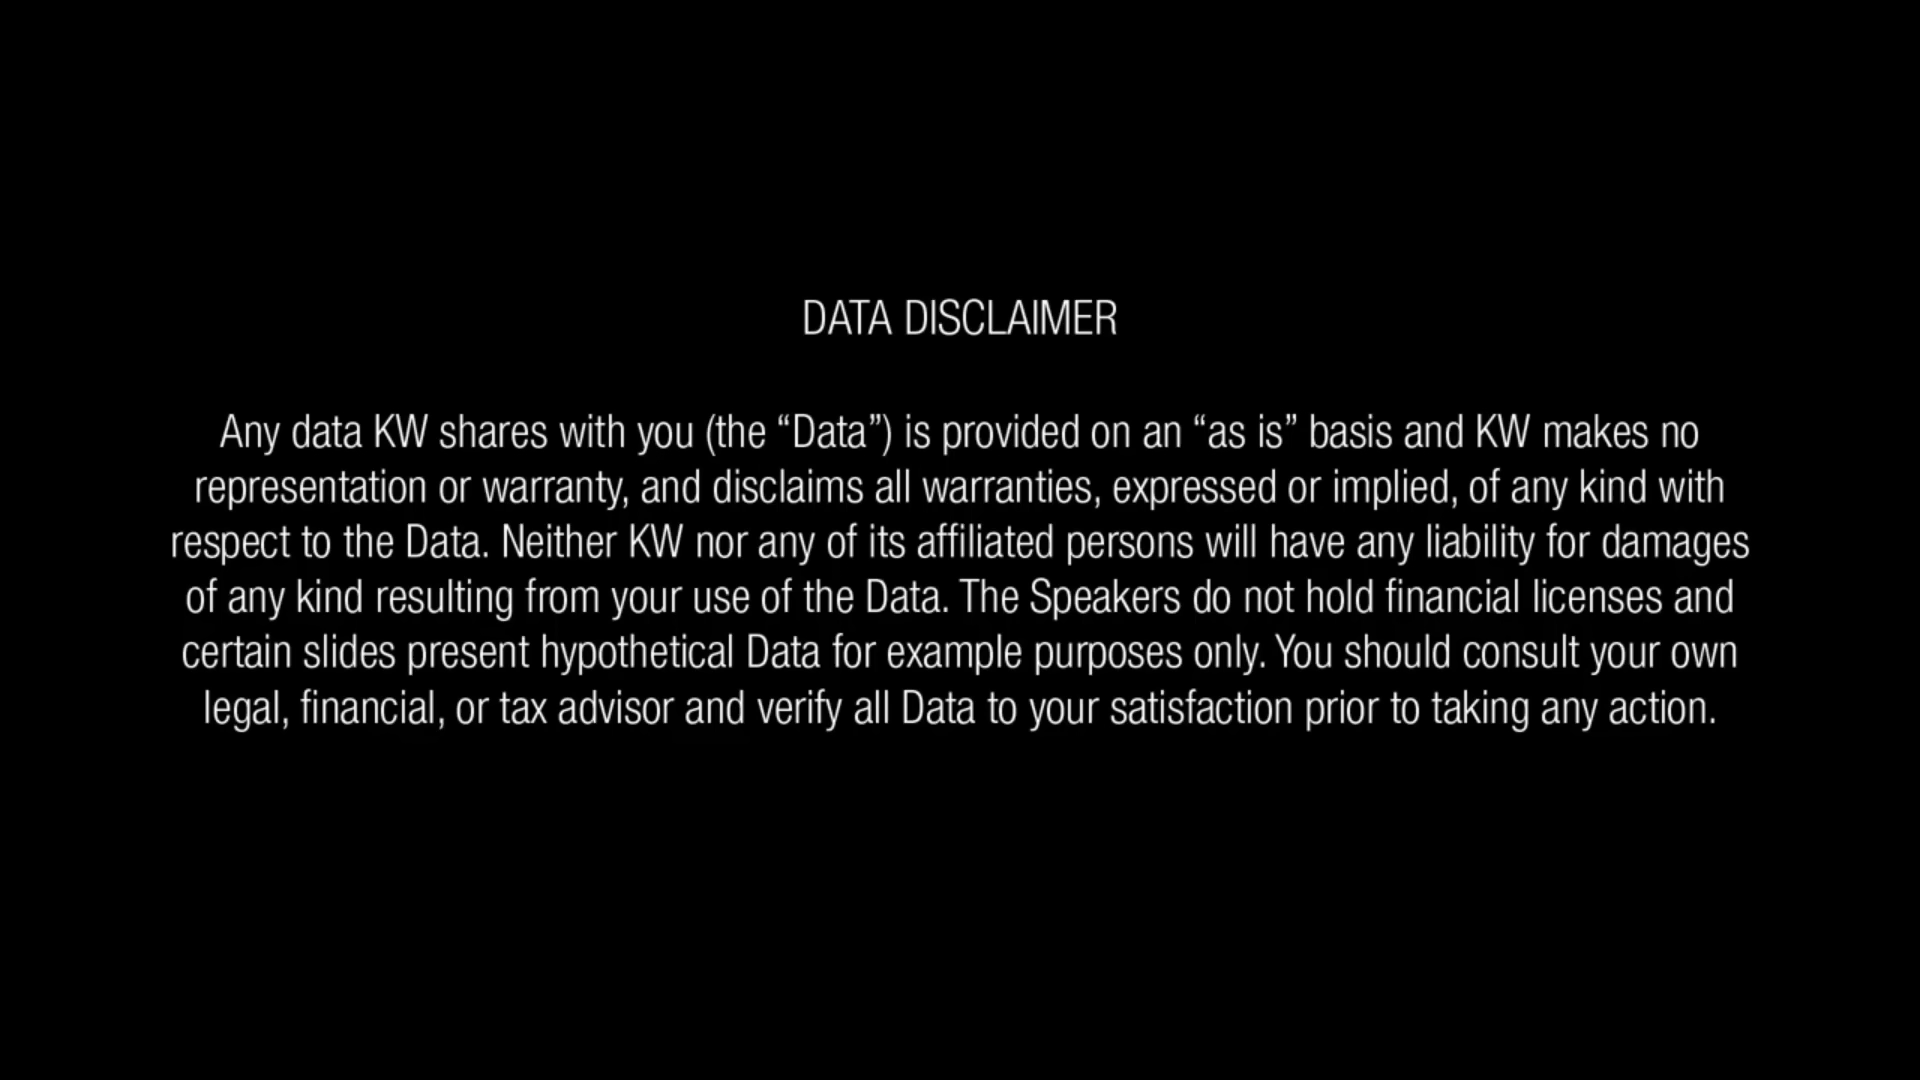 DATA DISCLAIMER
Any data KW shares with you (the “Data”) is provided on an “as is” basis and KW makes no
representation or warranty, and disclaims all warranties, expressed or implied, of any kind with
respect to the Data. Neither KW nor any of its affiliated persons will have any liability for damages
of any kind resulting from your use of the Data. The Speakers do not hold financial licenses and
certain slides present hypothetical Data for example purposes only. You should consult your own
legal, financial, or tax advisor and verify all Data to your satisfaction prior to taking any action.